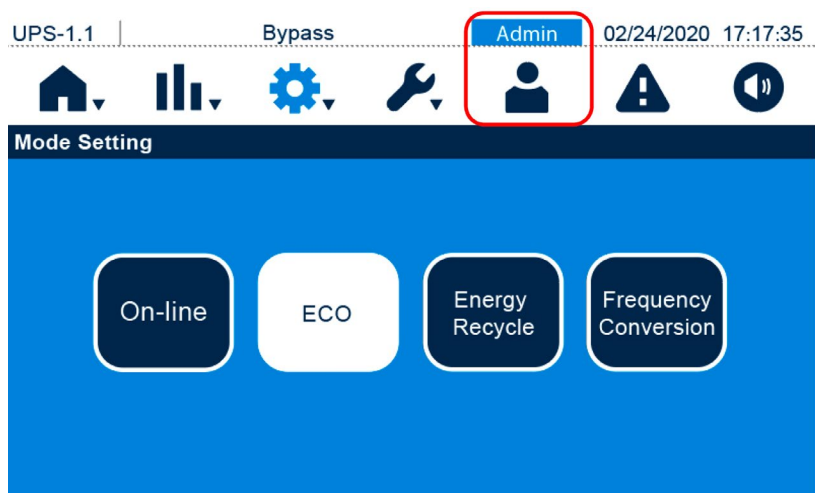 UPS-1.1 Bypass Admin 02/24/2020 17:17:35
Mode Setting
On-line
ECO
Energy
Recycle
Frequency
Conversion